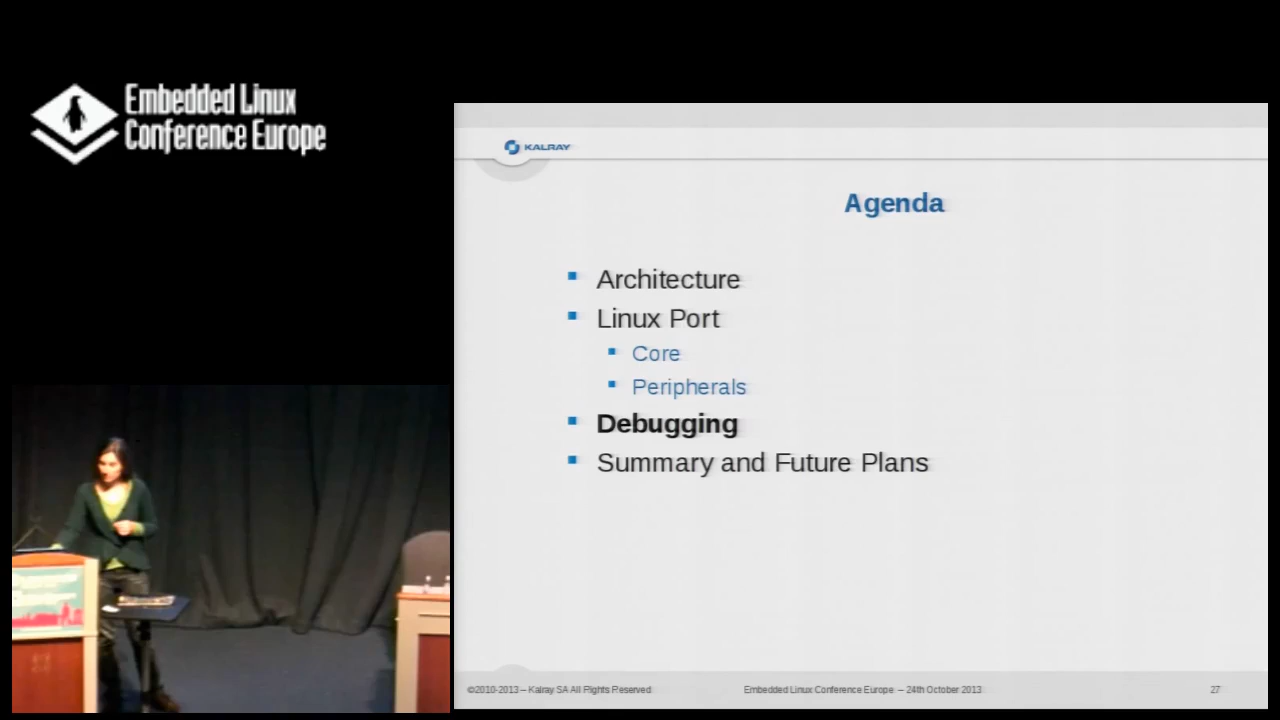 Embedded Linux
Conference Europe
KALRAY
Agenda
Architecture
Linux Port
Core
Peripherals
Debugging
Summary and Future Plans
©2010-2013 – Kalray SA All Rights Reserved
Embedded Linux Conference Europe – 24th October 2013
27